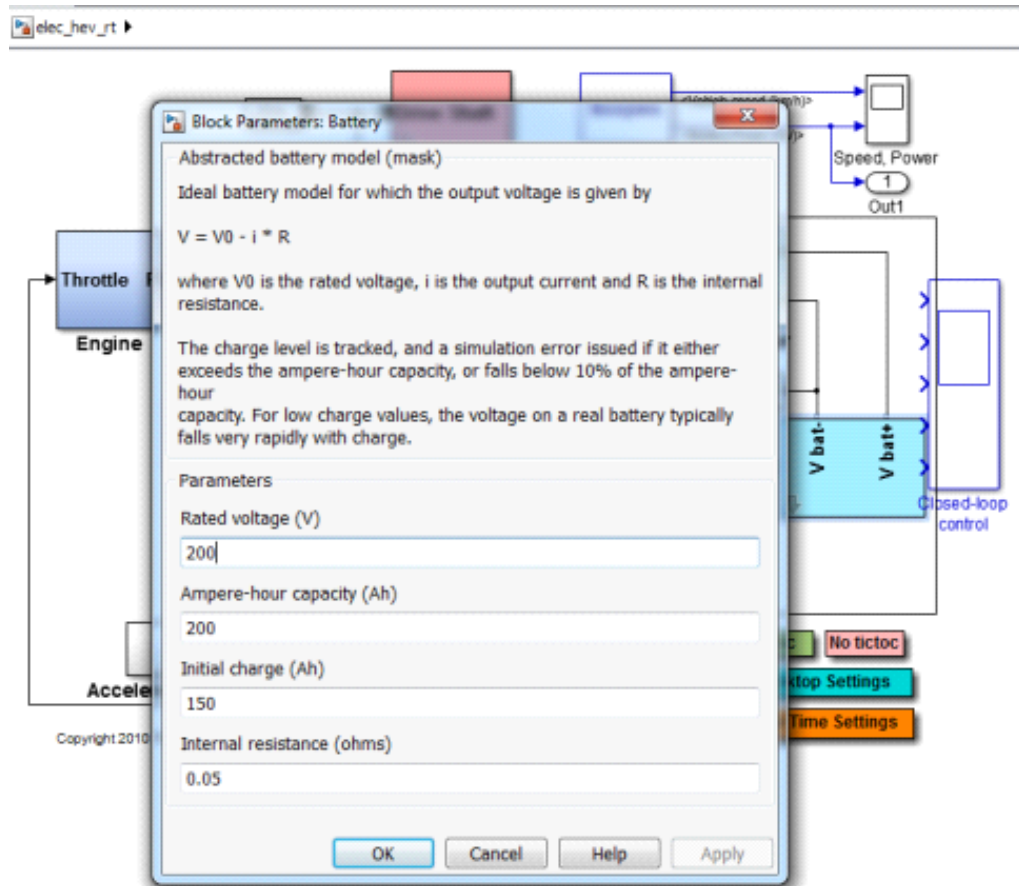 elec_hev_rt
Block Parameters: Battery
Speed, Power
1
Out1
Abstracted battery model (mask)
Ideal battery model for which the output voltage is given by
V = V0 - i * R
where V0 is the rated voltage, i is the output current and R is the internal
resistance.
The charge level is tracked, and a simulation error issued if it either
exceeds the ampere-hour capacity, or falls below 10% of the ampere-
hour
capacity. For low charge values, the voltage on a real battery typically
falls very rapidly with charge.
Throttle
Engine
V bat-
V bat+
Closed-loop
control
Parameters
Rated voltage (V)
200
Ampere-hour capacity (Ah)
200
Initial charge (Ah)
150
Internal resistance (ohms)
0.05
OK
Cancel
Help
Apply
Accele
Copyright 2010
No tictoc
ktop Settings
Time Settings